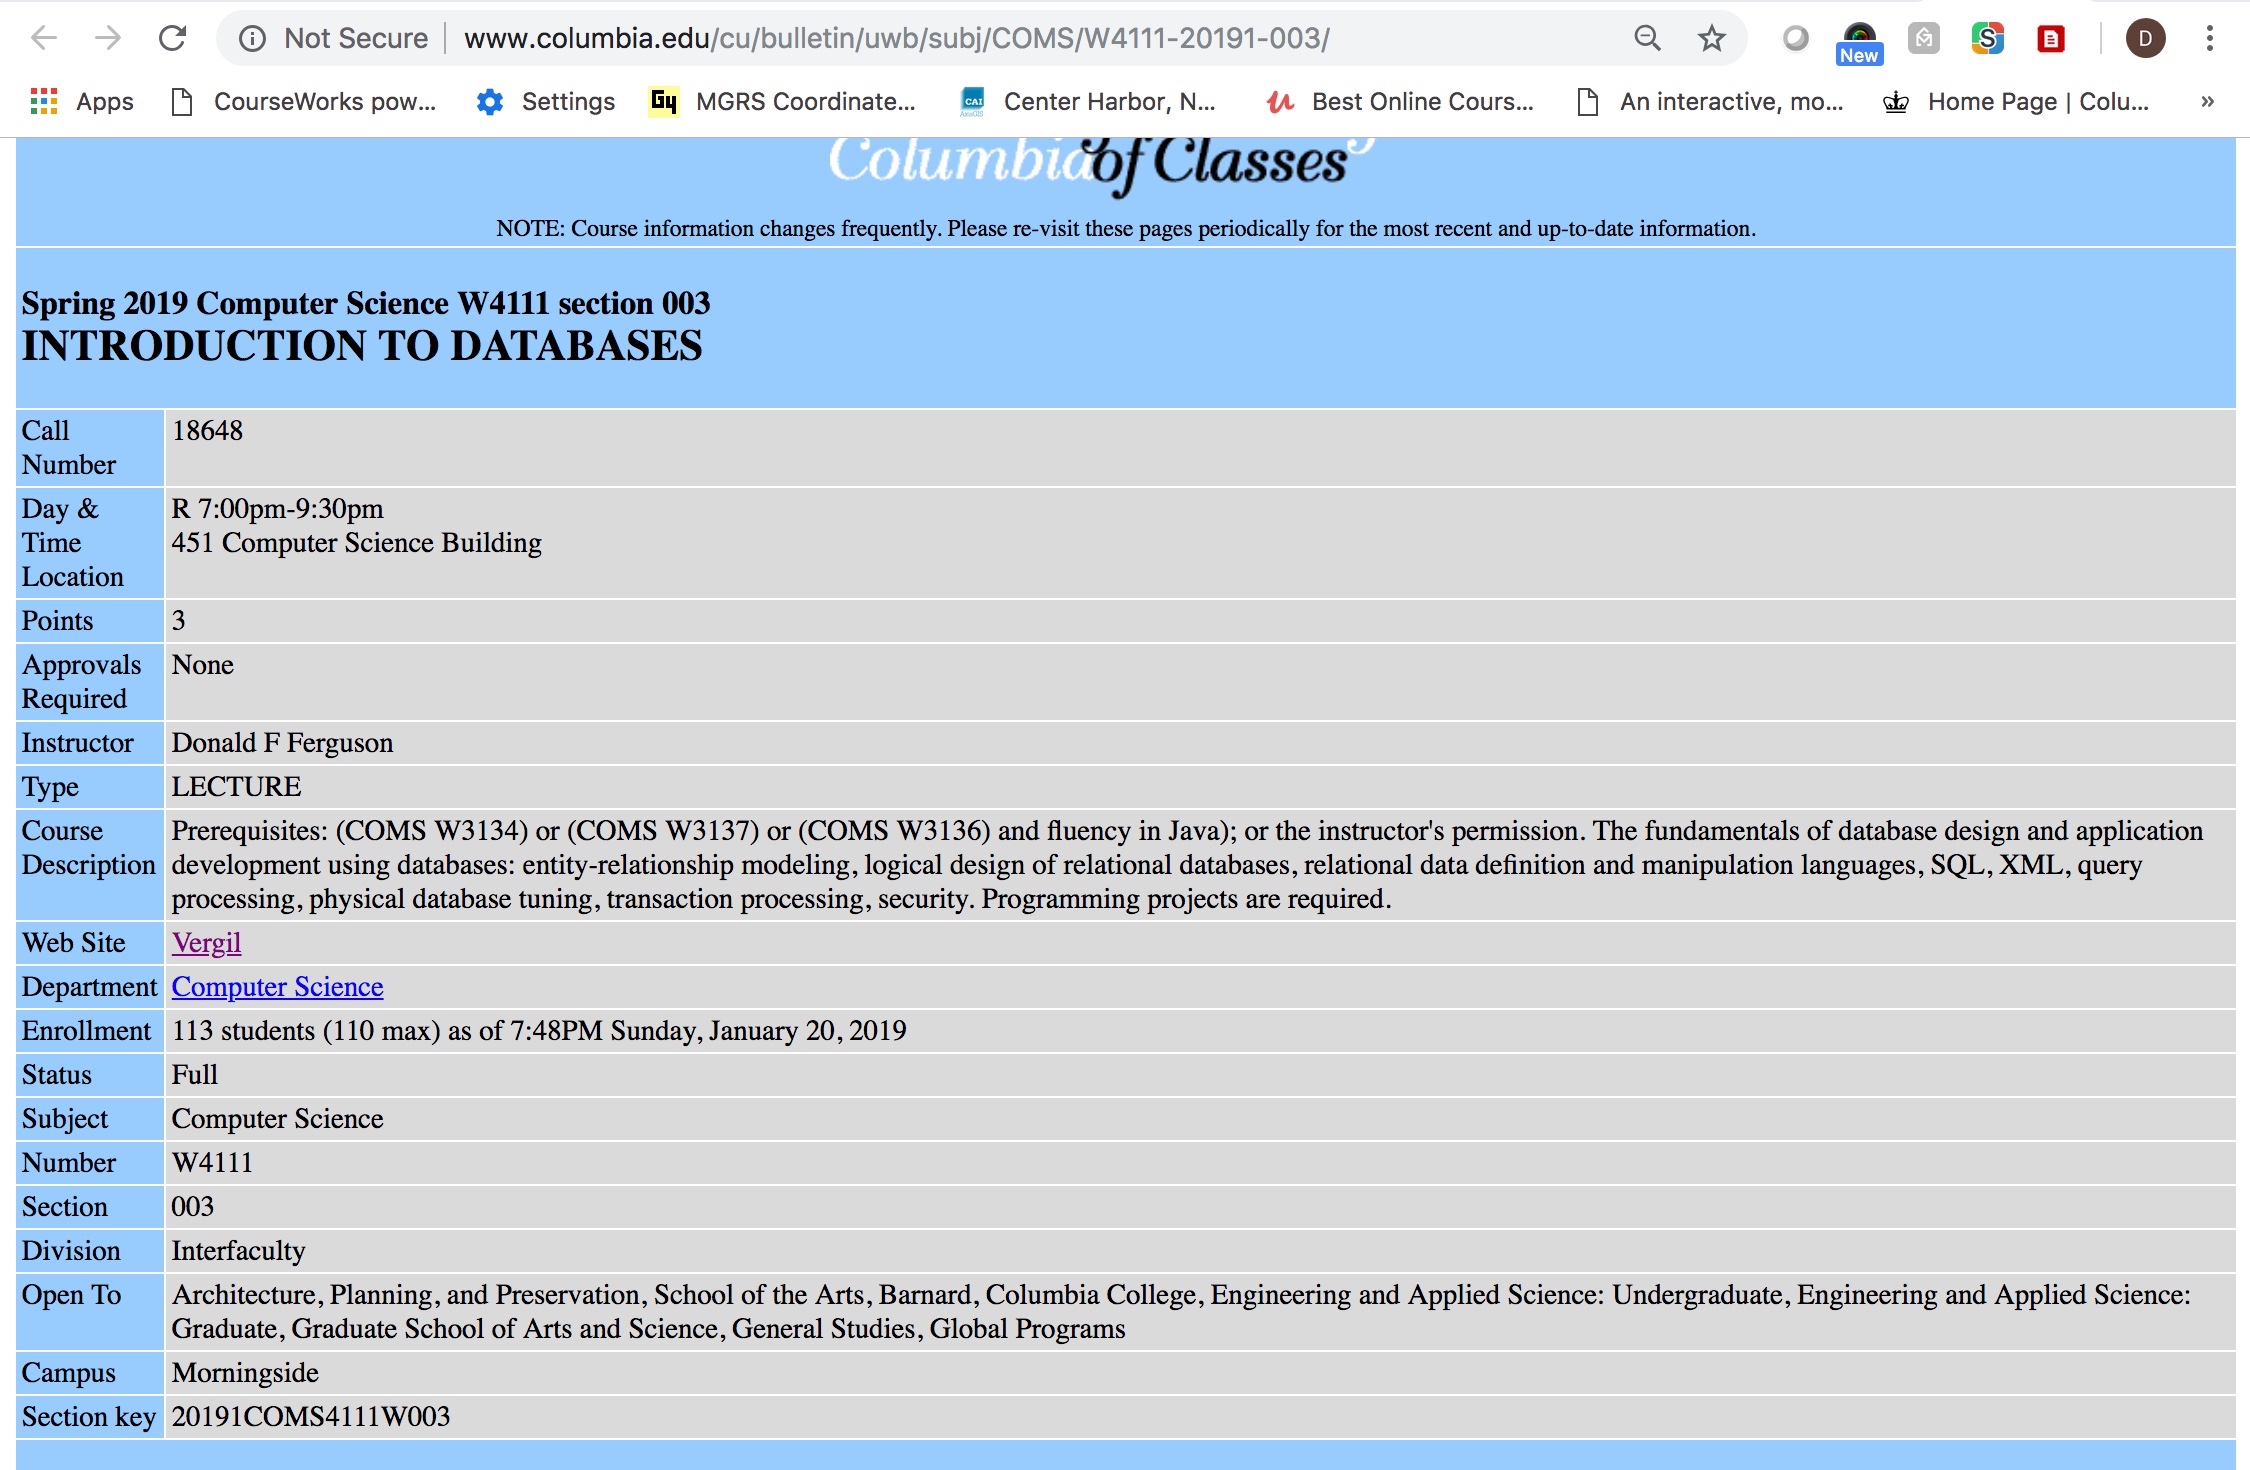 Not Secure www.columbia.edu/cu/bulletin/uwb/subj/COMS/W4111-20191-003/
New
D
Apps CourseWorks pow... Settings MGRS Coordinate... Center Harbor, N... Best Online Cours... An interactive, mo... Home Page | Colu... »
Columbia of Classes
NOTE: Course information changes frequently. Please re-visit these pages periodically for the most recent and up-to-date information.
Spring 2019 Computer Science W4111 section 003
INTRODUCTION TO DATABASES
Call Number
18648
Day & Time Location
R 7:00pm-9:30pm
451 Computer Science Building
Points
3
Approvals Required
None
Instructor
Donald F Ferguson
Type
LECTURE
Course Description
Prerequisites: (COMS W3134) or (COMS W3137) or (COMS W3136) and fluency in Java); or the instructor's permission. The fundamentals of database design and application
development using databases: entity-relationship modeling, logical design of relational databases, relational data definition and manipulation languages, SQL, XML, query
processing, physical database tuning, transaction processing, security. Programming projects are required.
Web Site
Vergil
Department
Computer Science
Enrollment
113 students (110 max) as of 7:48PM Sunday, January 20, 2019
Status
Full
Subject
Computer Science
Number
W4111
Section
003
Division
Interfaculty
Open To
Architecture, Planning, and Preservation, School of the Arts, Barnard, Columbia College, Engineering and Applied Science: Undergraduate, Engineering and Applied Science:
Graduate, Graduate School of Arts and Science, General Studies, Global Programs
Campus
Morningside
Section key
20191COMS4111W003